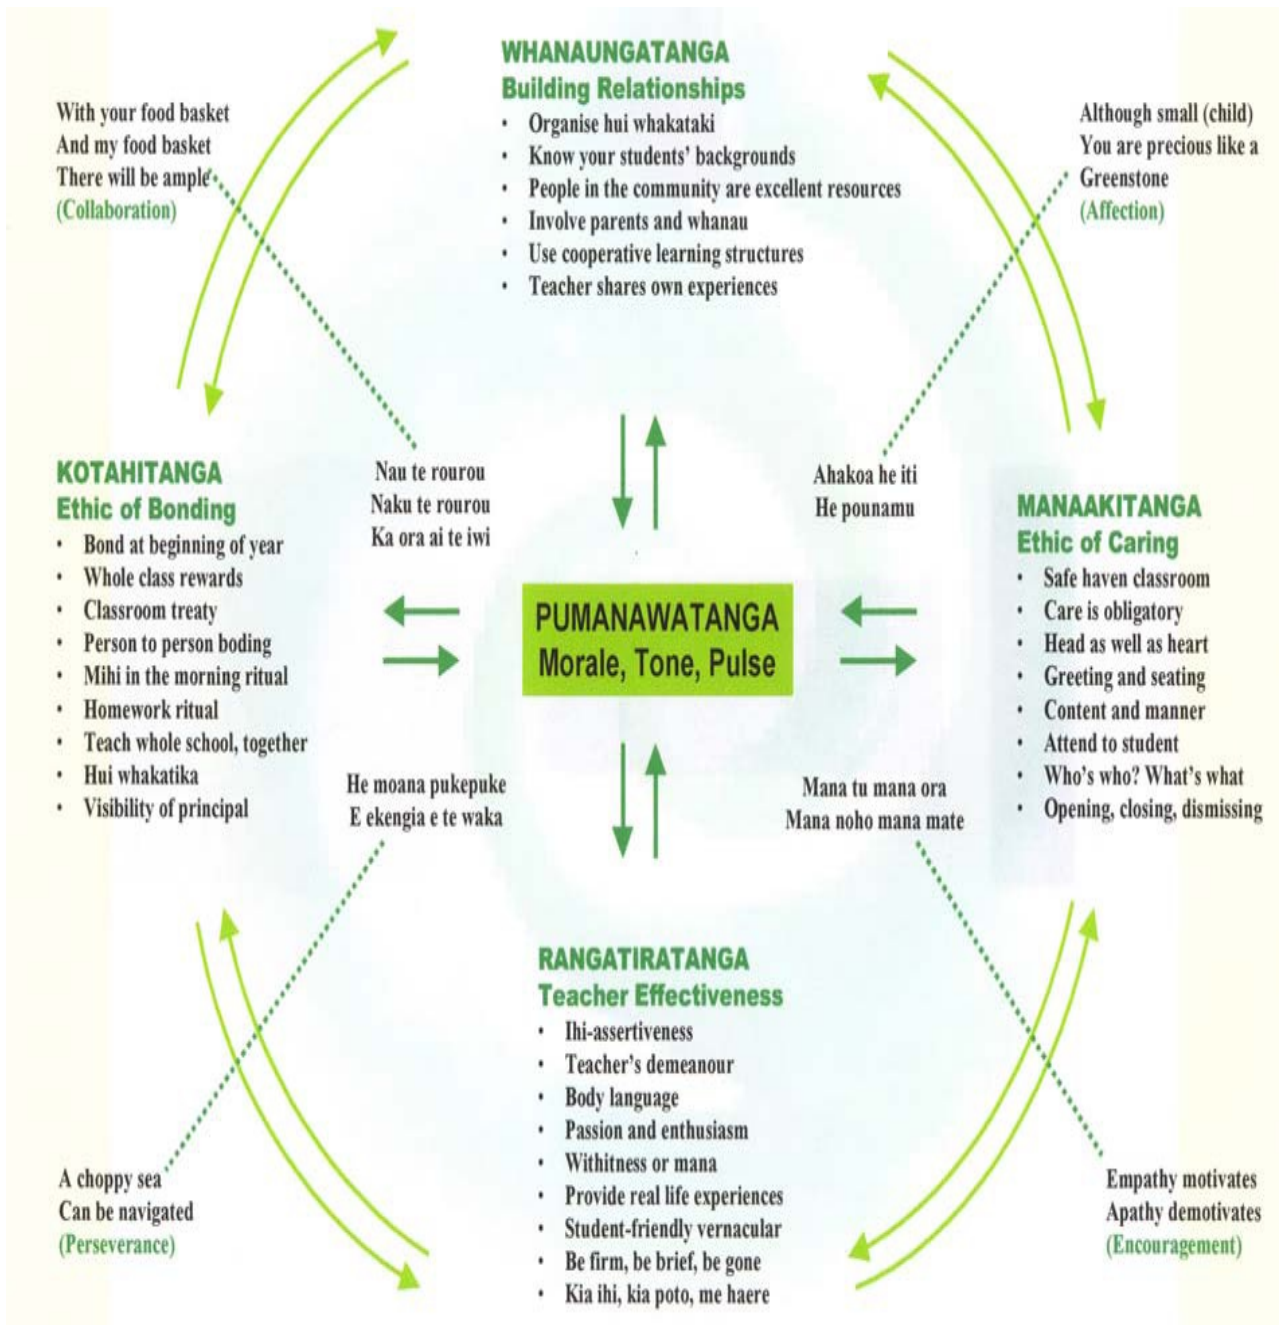 WHANAUNGATANGA
Building Relationships
• Organise hui whakataki
• Know your students' backgrounds
• People in the community are excellent resources
• Involve parents and whanau
• Use cooperative learning structures
• Teacher shares own experiences
With your food basket
And my food basket
There will be ample
(Collaboration)
Although small (child)
You are precious like a
Greenstone
(Affection)
KOTAHITANGA
Ethic of Bonding
• Bond at beginning of year
• Whole class rewards
• Classroom treaty
• Person to person boding
• Mihi in the morning ritual
• Homework ritual
• Teach whole school, together
• Hui whakatika
• Visibility of principal
Nau te rourou
Naku te rourou
Ka ora ai te iwi
Ahakoa he iti
He pounamu
MANAAKITANGA
Ethic of Caring
• Safe haven classroom
• Care is obligatory
• Head as well as heart
• Greeting and seating
• Content and manner
• Attend to student
• Who's who? What's what
• Opening, closing, dismissing
PUMANAWATANGA
Morale, Tone, Pulse
He moana pukepuke
E ekengia e te waka
Mana tu mana ora
Mana noho mana mate
RANGATIRATANGA
Teacher Effectiveness
• Ihi-assertiveness
• Teacher's demeanour
• Body language
• Passion and enthusiasm
• Withitness or mana
• Provide real life experiences
• Student-friendly vernacular
• Be firm, be brief, be gone
• Kia ihi, kia poto, me haere
A choppy sea
Can be navigated
(Perseverance)
Empathy motivates
Apathy demotivates
(Encouragement)